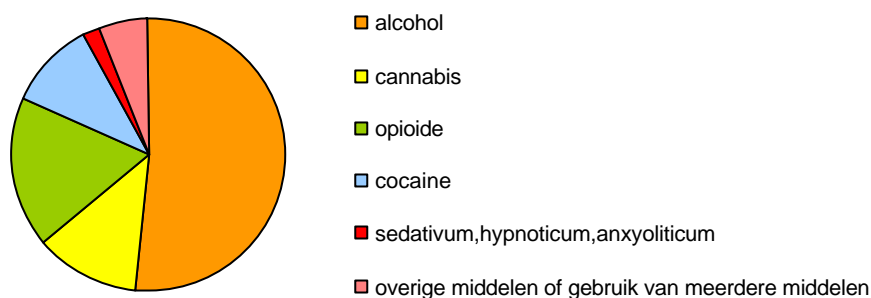 alcohol
cannabis
opioide
cocaine
sedativum,hypnoticum,anxyoliticum
overige middelen of gebruik van meerdere middelen